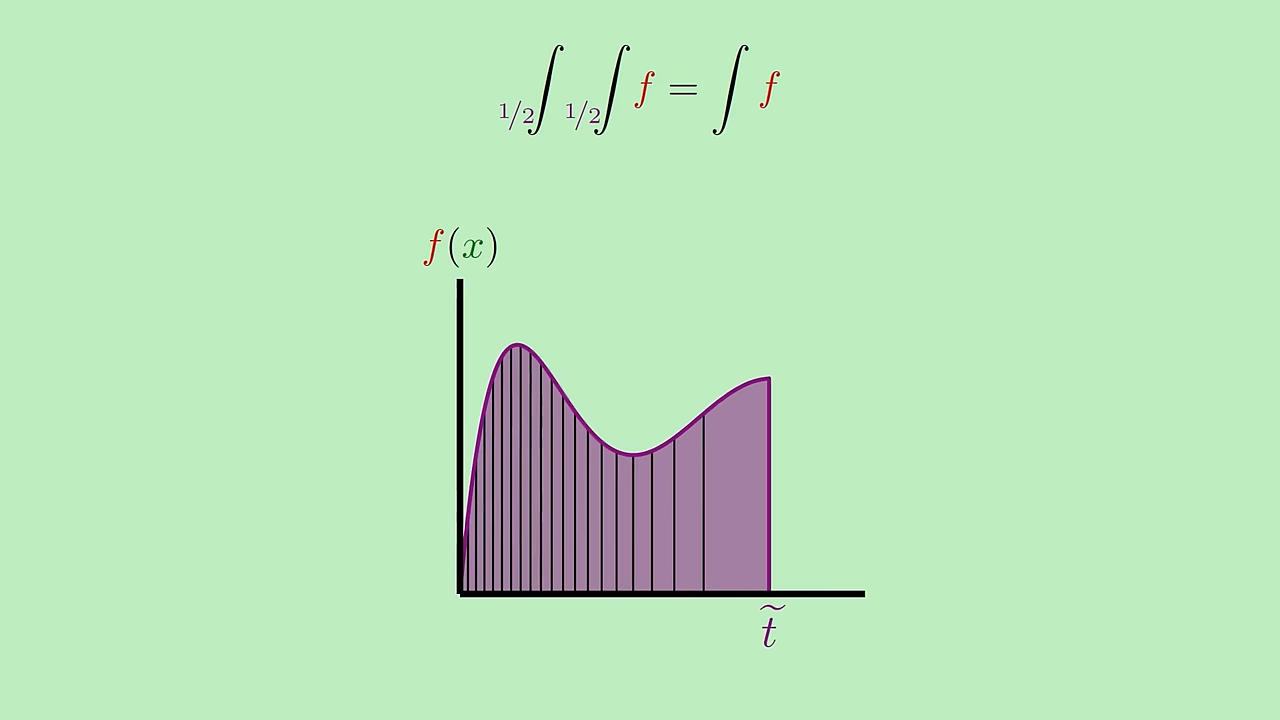 1/2∫ 1/2∫ f = ∫ f
f(x)
t̃